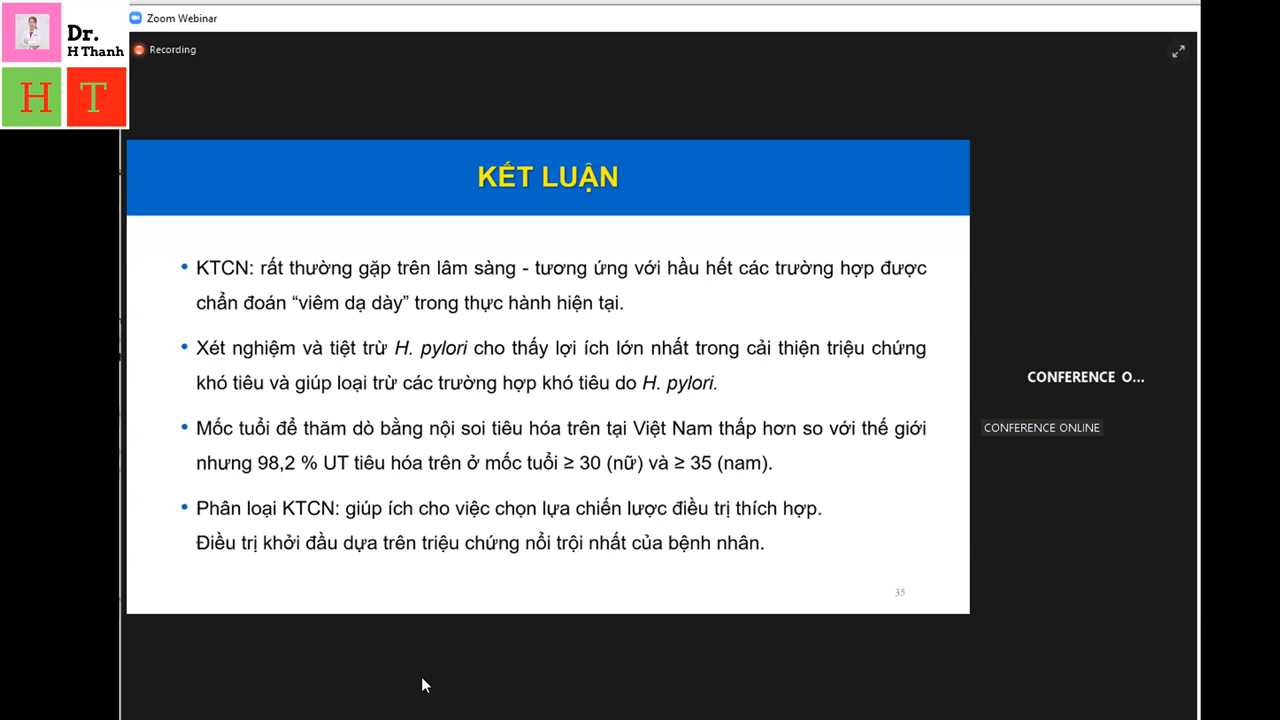 Dr.
H Thanh
H T
Zoom Webinar
Recording
KẾT LUẬN
• KTCN: rất thường gặp trên lâm sàng - tương ứng với hầu hết các trường hợp được
chẩn đoán “viêm dạ dày” trong thực hành hiện tại.
• Xét nghiệm và tiệt trừ H. pylori cho thấy lợi ích lớn nhất trong cải thiện triệu chứng
khó tiêu và giúp loại trừ các trường hợp khó tiêu do H. pylori.
• Mốc tuổi để thăm dò bằng nội soi tiêu hóa trên tại Việt Nam thấp hơn so với thế giới
nhưng 98,2 % UT tiêu hóa trên ở mốc tuổi ≥ 30 (nữ) và ≥ 35 (nam).
• Phân loại KTCN: giúp ích cho việc chọn lựa chiến lược điều trị thích hợp.
Điều trị khởi đầu dựa trên triệu chứng nổi trội nhất của bệnh nhân.
35
CONFERENCE O...
CONFERENCE ONLINE